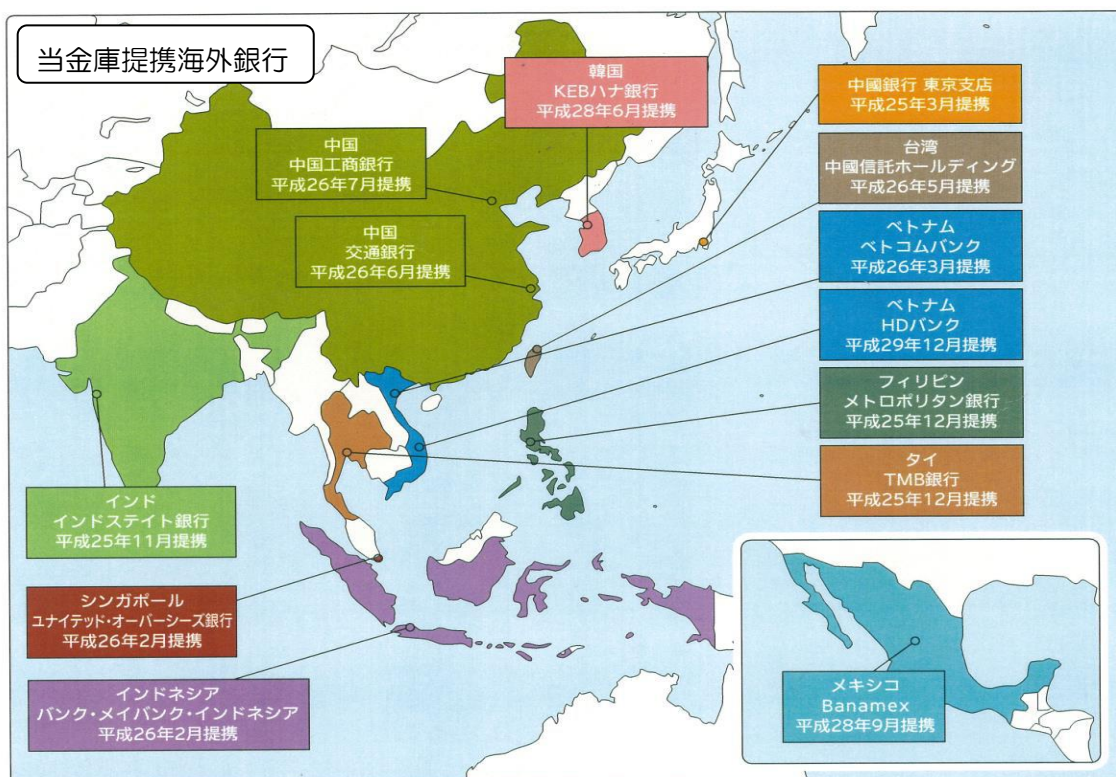 当金庫提携海外銀行
韓国
KEBハナ銀行
平成28年6月提携
中國銀行 東京支店
平成25年3月提携
中国
中国工商銀行
平成26年7月提携
台湾
中國信託ホールディング
平成26年5月提携
中国
交通銀行
平成26年6月提携
ベトナム
ベトコムバンク
平成26年3月提携
ベトナム
HDバンク
平成29年12月提携
フィリピン
メトロポリタン銀行
平成25年12月提携
タイ
TMB銀行
平成25年12月提携
インド
インドステイト銀行
平成25年11月提携
シンガポール
ユナイテッド・オーバーシーズ銀行
平成26年2月提携
インドネシア
バンク・メイバンク・インドネシア
平成26年2月提携
メキシコ
Banamex
平成28年9月提携